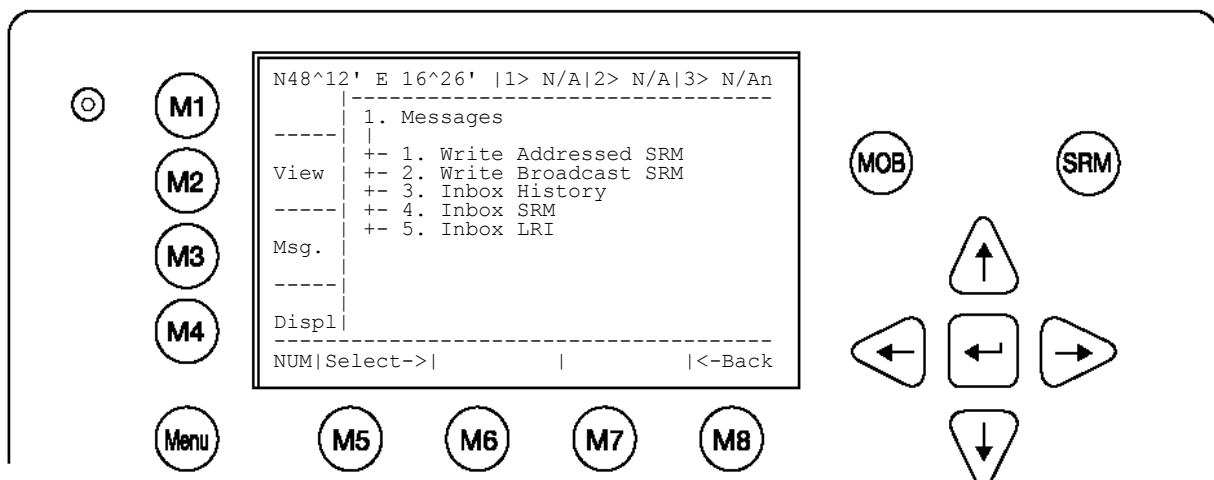 N48^12' E 16^26' |1> N/A|2> N/A|3> N/An
M1
1. Messages
MOB
SRM
+- 1. Write Addressed SRM
View
+- 2. Write Broadcast SRM
M2
+- 3. Inbox History
+- 4. Inbox SRM
+- 5. Inbox LRI
Msg.
M3
Displ
M4
NUM|Select->| | |<-Back
Menu
M5
M6
M7
M8